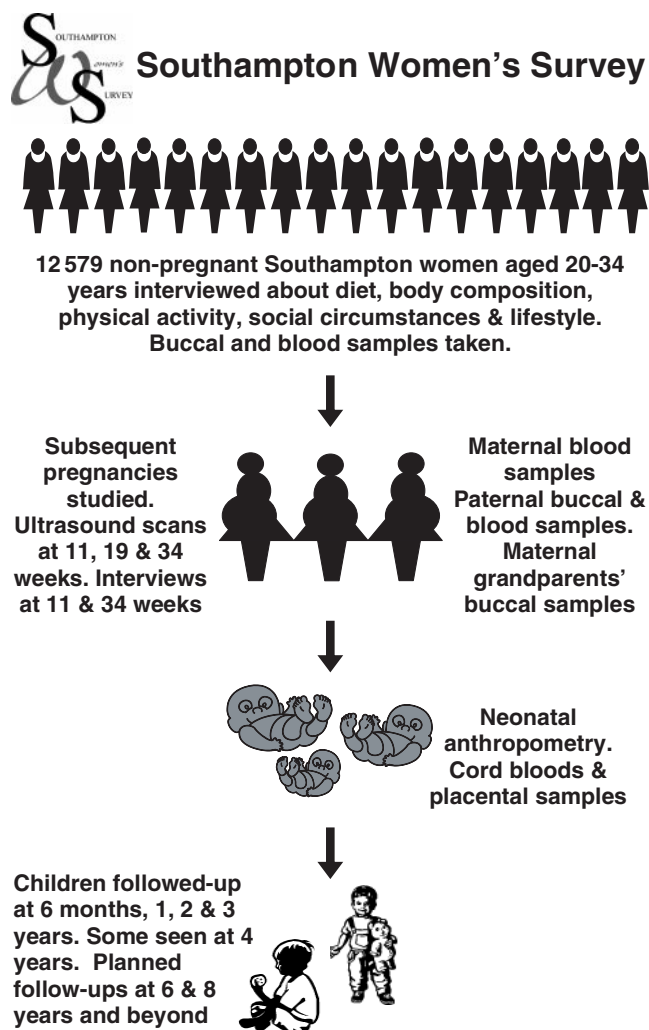 SOUTHAMPTON
Women's
SURVEY
Southampton Women’s Survey
12 579 non-pregnant Southampton women aged 20-34
years interviewed about diet, body composition,
physical activity, social circumstances & lifestyle.
Buccal and blood samples taken.
Subsequent
pregnancies
studied.
Ultrasound scans
at 11, 19 & 34
weeks. Interviews
at 11 & 34 weeks
Maternal blood
samples
Paternal buccal &
blood samples.
Maternal
grandparents’
buccal samples
Neonatal
anthropometry.
Cord bloods &
placental samples
Children followed-up
at 6 months, 1, 2 & 3
years. Some seen at 4
years.  Planned
follow-ups at 6 & 8
years and beyond